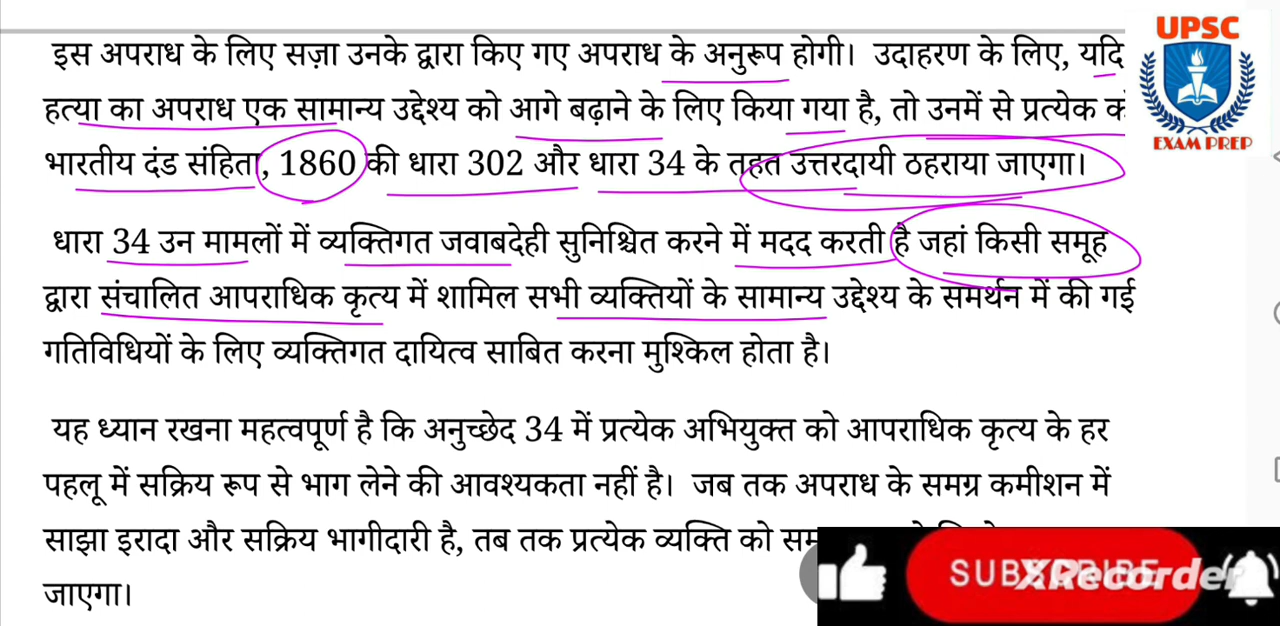 इस अपराध के लिए सज़ा उनके द्वारा किए गए अपराध के अनुरूप होगी। उदाहरण के लिए, यदि
हत्या का अपराध एक सामान्य उद्देश्य को आगे बढ़ाने के लिए किया गया है, तो उनमें से प्रत्येक
भारतीय दंड संहिता, 1860 की धारा 302 और धारा 34 के तहत उत्तरदायी ठहराया जाएगा।
धारा 34 उन मामलों में व्यक्तिगत जवाबदेही सुनिश्चित करने में मदद करती है जहां किसी समूह
द्वारा संचालित आपराधिक कृत्य में शामिल सभी व्यक्तियों के सामान्य उद्देश्य के समर्थन में की गई
गतिविधियों के लिए व्यक्तिगत दायित्व साबित करना मुश्किल होता है।
यह ध्यान रखना महत्वपूर्ण है कि अनुच्छेद 34 में प्रत्येक अभियुक्त को आपराधिक कृत्य के हर
पहलू में सक्रिय रूप से भाग लेने की आवश्यकता नहीं है। जब तक अपराध के समग्र कमीशन में
साझा इरादा और सक्रिय भागीदारी है, तब तक प्रत्येक व्यक्ति को
जाएगा।
UPSC
EXAM PREP
SUBSCRIBE
XRecorder